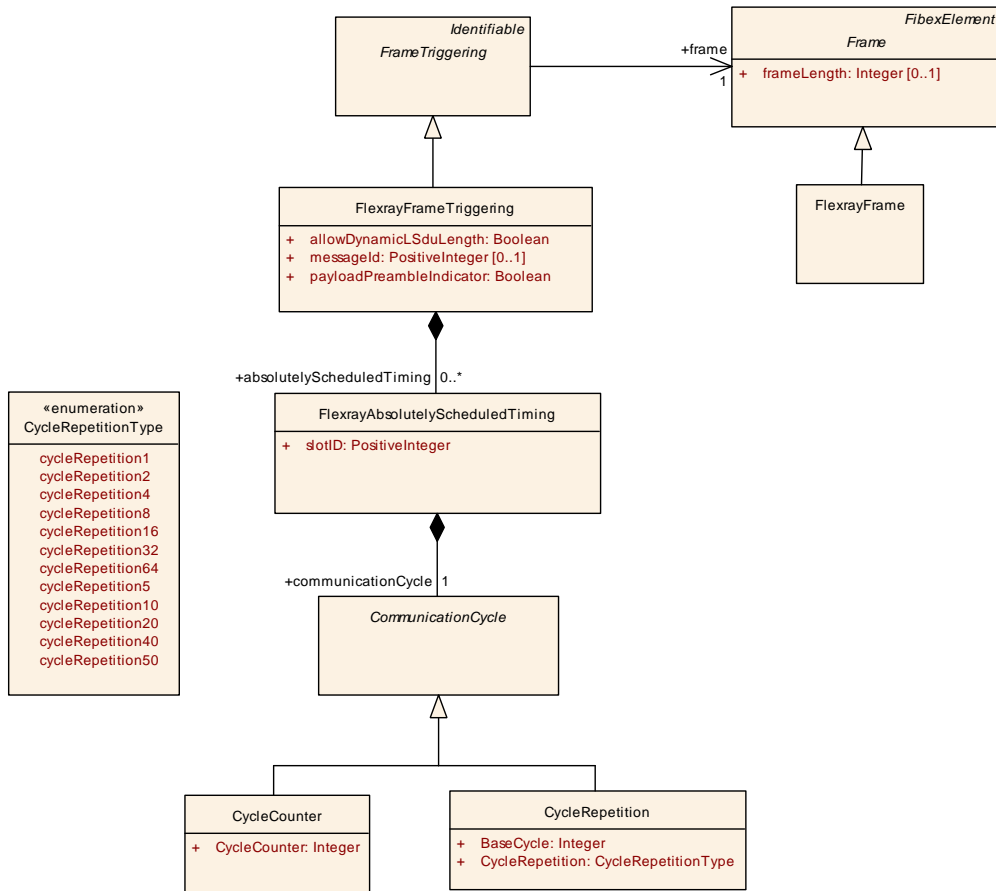 Identifiable
FrameTriggering
+frame
1
FibexElement
Frame
+ frameLength: Integer [0..1]
FlexrayFrame
FlexrayFrameTriggering
+ allowDynamicLSduLength: Boolean
+ messageId: PositiveInteger [0..1]
+ payloadPreambleIndicator: Boolean
+absolutelyScheduledTiming 0..*
FlexrayAbsolutelyScheduledTiming
+ slotID: PositiveInteger
«enumeration»
CycleRepetitionType
cycleRepetition1
cycleRepetition2
cycleRepetition4
cycleRepetition8
cycleRepetition16
cycleRepetition32
cycleRepetition64
cycleRepetition5
cycleRepetition10
cycleRepetition20
cycleRepetition40
cycleRepetition50
+communicationCycle 1
CommunicationCycle
CycleCounter
+ CycleCounter: Integer
CycleRepetition
+ BaseCycle: Integer
+ CycleRepetition: CycleRepetitionType